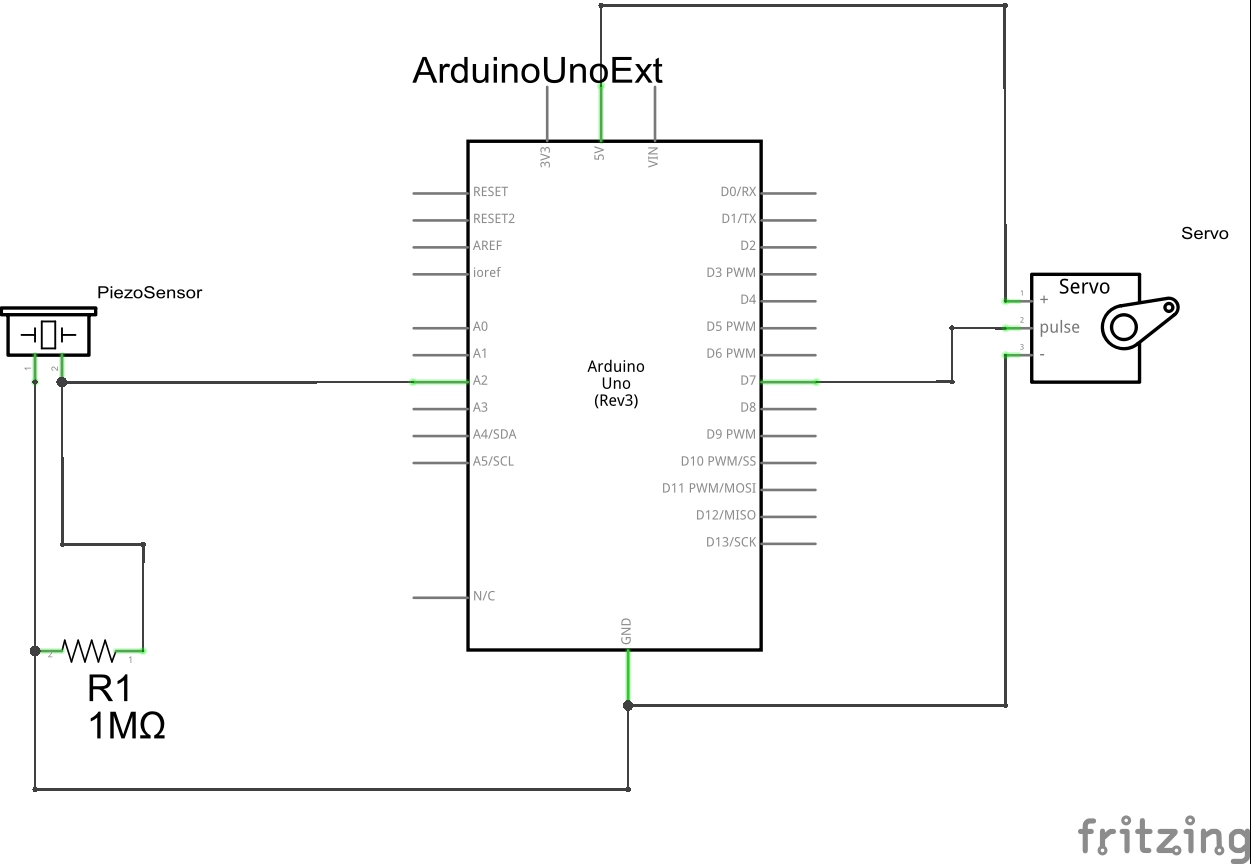 ArduinoUnoExt
3V3
5V
VIN
RESET
D0/RX
RESET2
D1/TX
AREF
D2
ioref
D3 PWM
D4
A0
D5 PWM
A1
D6 PWM
A2
D7
A3
D8
A4/SDA
D9 PWM
A5/SCL
D10 PWM/SS
D11 PWM/MOSI
D12/MISO
D13/SCK
N/C
GND
Arduino
Uno
(Rev3)
PiezoSensor
1
2
2
1
R1
1MΩ
Servo
Servo
1
+
2
pulse
3
-
fritzing